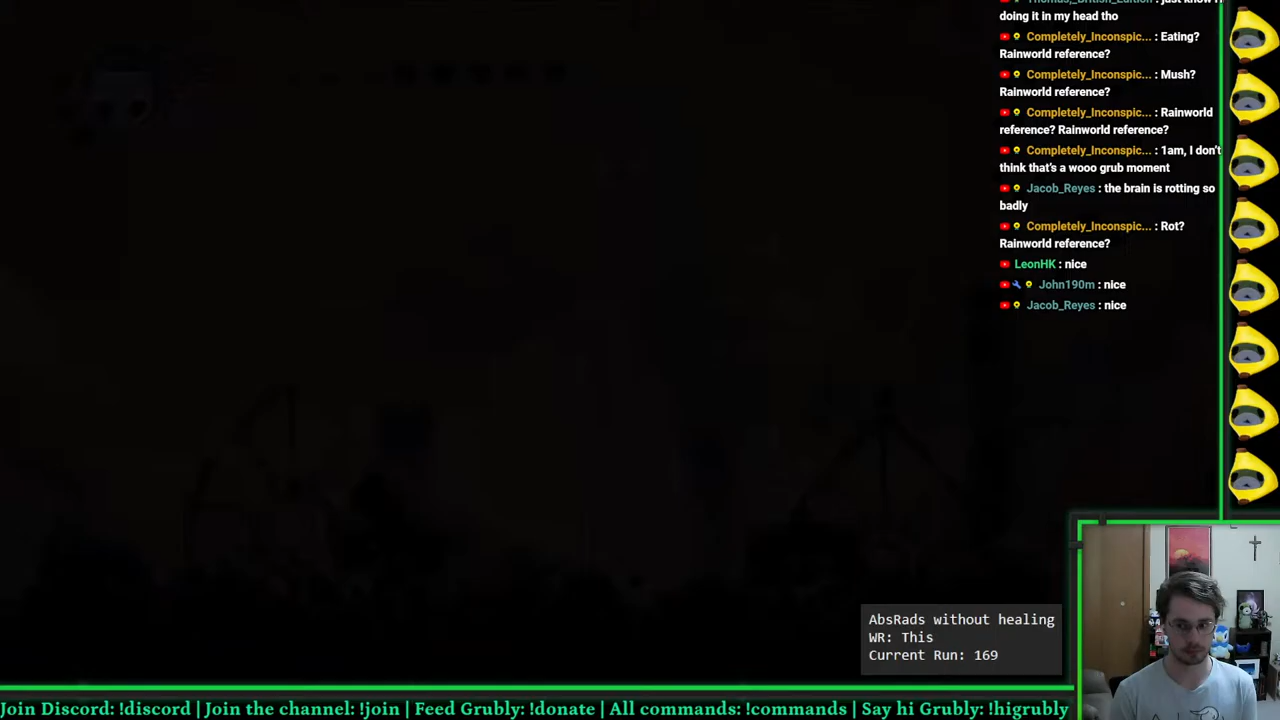 doing it in my head tho
Completely_Inconspic... : Eating?
Rainworld reference?
Completely_Inconspic... : Mush?
Rainworld reference?
Completely_Inconspic... : Rainworld
reference? Rainworld reference?
Completely_Inconspic... : 1am, I don't
think that's a wooo grub moment
Jacob_Reyes : the brain is rotting so
badly
Completely_Inconspic... : Rot?
Rainworld reference?
LeonHK : nice
John190m : nice
Jacob_Reyes : nice
AbsRads without healing
WR: This
Current Run: 169
Join Discord: !discord | Join the channel: !join | Feed Grubly: !donate | All commands: !commands | Say hi Grubly: !higrubly